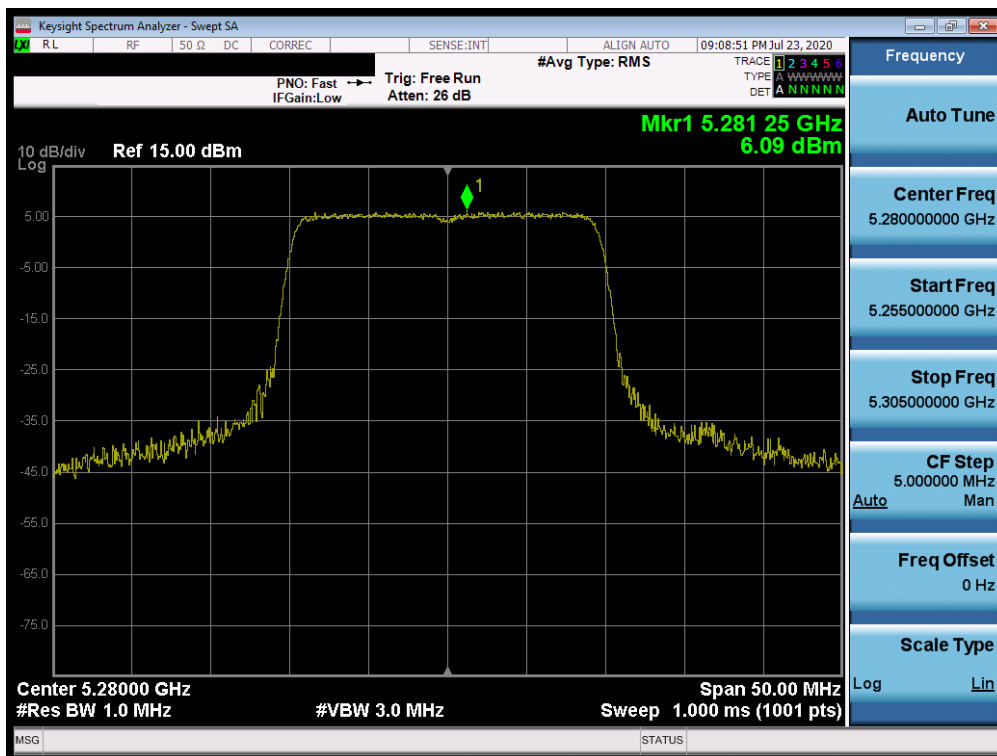 Keysight Spectrum Analyzer - Swept SA
LXI RL RF 50 Ω DC CORREC SENSE:INT ALIGN AUTO 09:08:51 PM Jul 23, 2020
#Avg Type: RMS TRACE 1 2 3 4 5 6
PNO: Fast Trig: Free Run TYPE A W W W W W
IFGain:Low Atten: 26 dB DET A N N N N N
Mkr1 5.281 25 GHz
6.09 dBm
10 dB/div Ref 15.00 dBm
Log
1
5.00
-5.00
-15.0
-25.0
-35.0
-45.0
-55.0
-65.0
-75.0
Center 5.28000 GHz Span 50.00 MHz
#Res BW 1.0 MHz #VBW 3.0 MHz Sweep 1.000 ms (1001 pts)
MSG STATUS
Frequency
Auto Tune
Center Freq
5.280000000 GHz
Start Freq
5.255000000 GHz
Stop Freq
5.305000000 GHz
CF Step
5.000000 MHz
Auto Man
Freq Offset
0 Hz
Scale Type
Log Lin